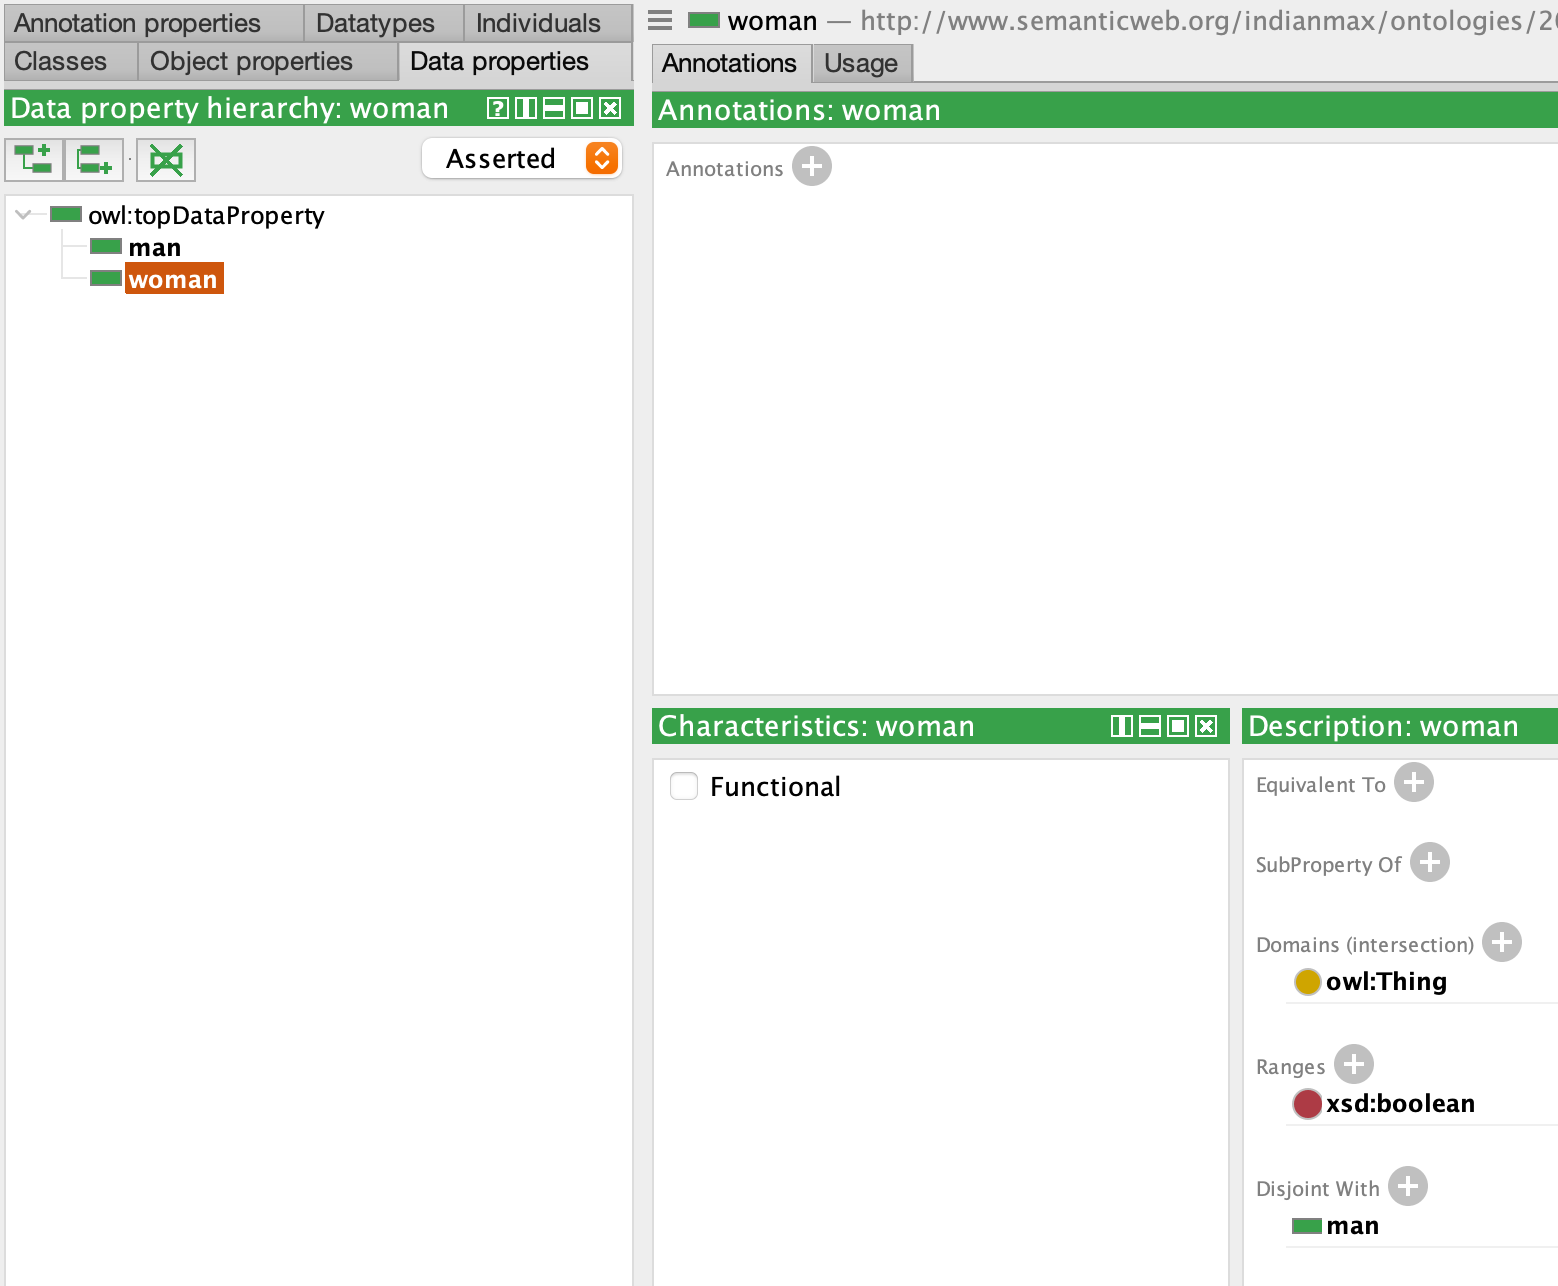 Annotation properties
Datatypes
Individuals
Classes
Object properties
Data properties
Data property hierarchy: woman
Asserted
owl:topDataProperty
man
woman
woman — http://www.semanticweb.org/indianmax/ontologies/20
Annotations
Usage
Annotations: woman
Annotations
Characteristics: woman
Functional
Description: woman
Equivalent To
SubProperty Of
Domains (intersection)
owl:Thing
Ranges
xsd:boolean
Disjoint With
man